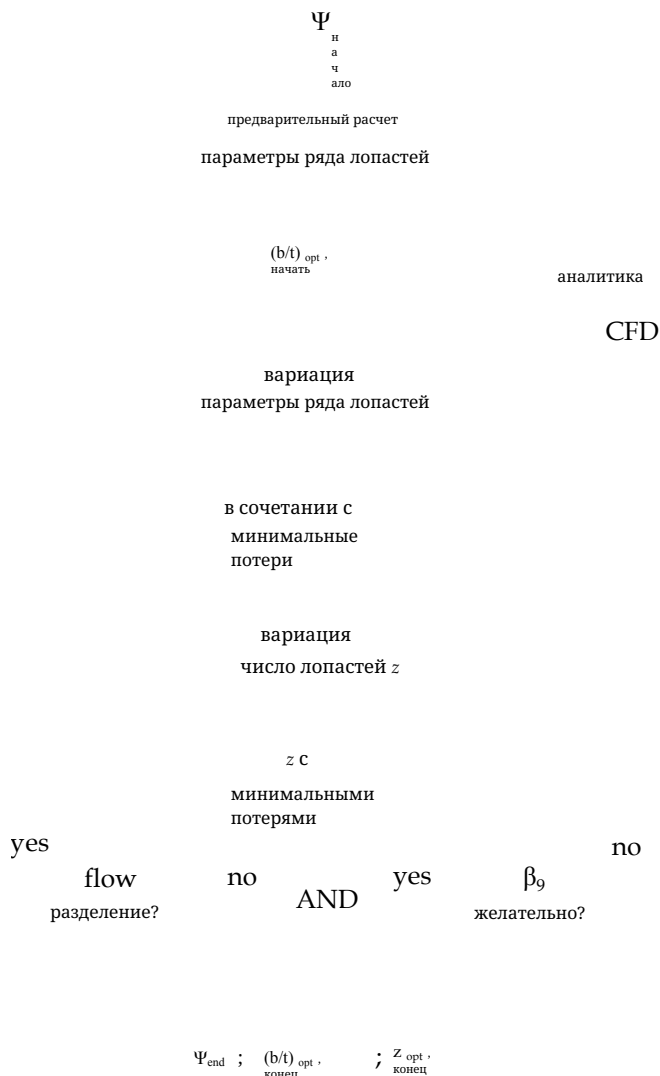 Ψ
н
а
ч
ало
предварительный расчет
параметры ряда лопастей
(b/t) opt ,
начать
аналитика
CFD
вариация
параметры ряда лопастей
в сочетании с
минимальные
потери
вариация
число лопастей z
z с
минимальными
потерями
yes
no
flow no AND yes β9
разделение? желательно?
Ψend ; (b/t) opt , ; z opt ,
конец конец